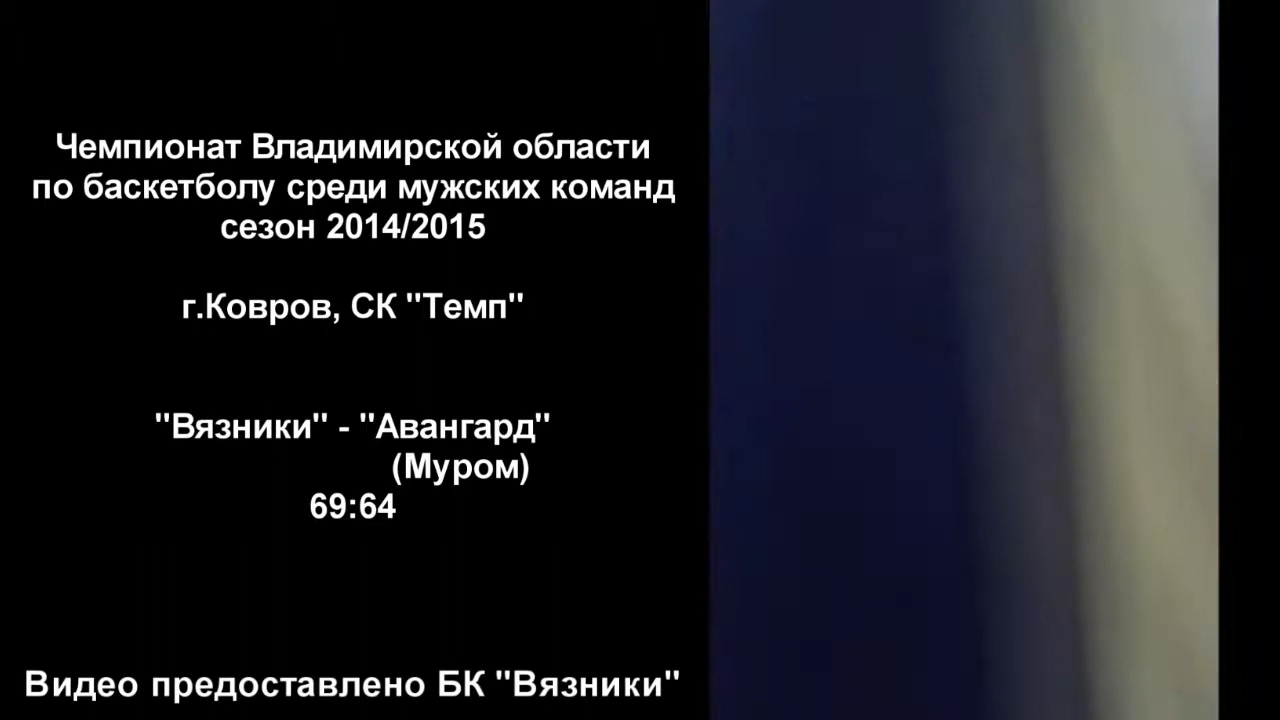 Чемпионат Владимирской области
по баскетболу среди мужских команд
сезон 2014/2015
г.Ковров, СК "Темп"
"Вязники" - "Авангард"
(Муром)
69:64
Видео предоставлено БК "Вязники"